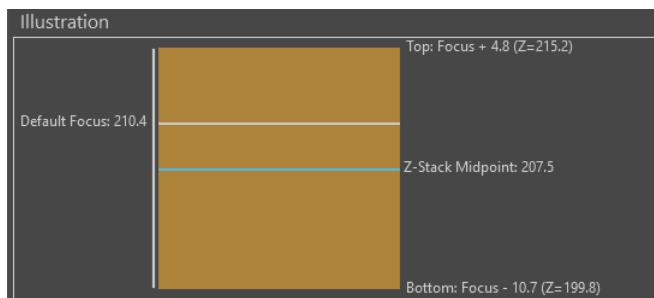 Illustration
Top: Focus + 4.8 (Z=215.2)
Default Focus: 210.4
Z-Stack Midpoint: 207.5
Bottom: Focus - 10.7 (Z=199.8)